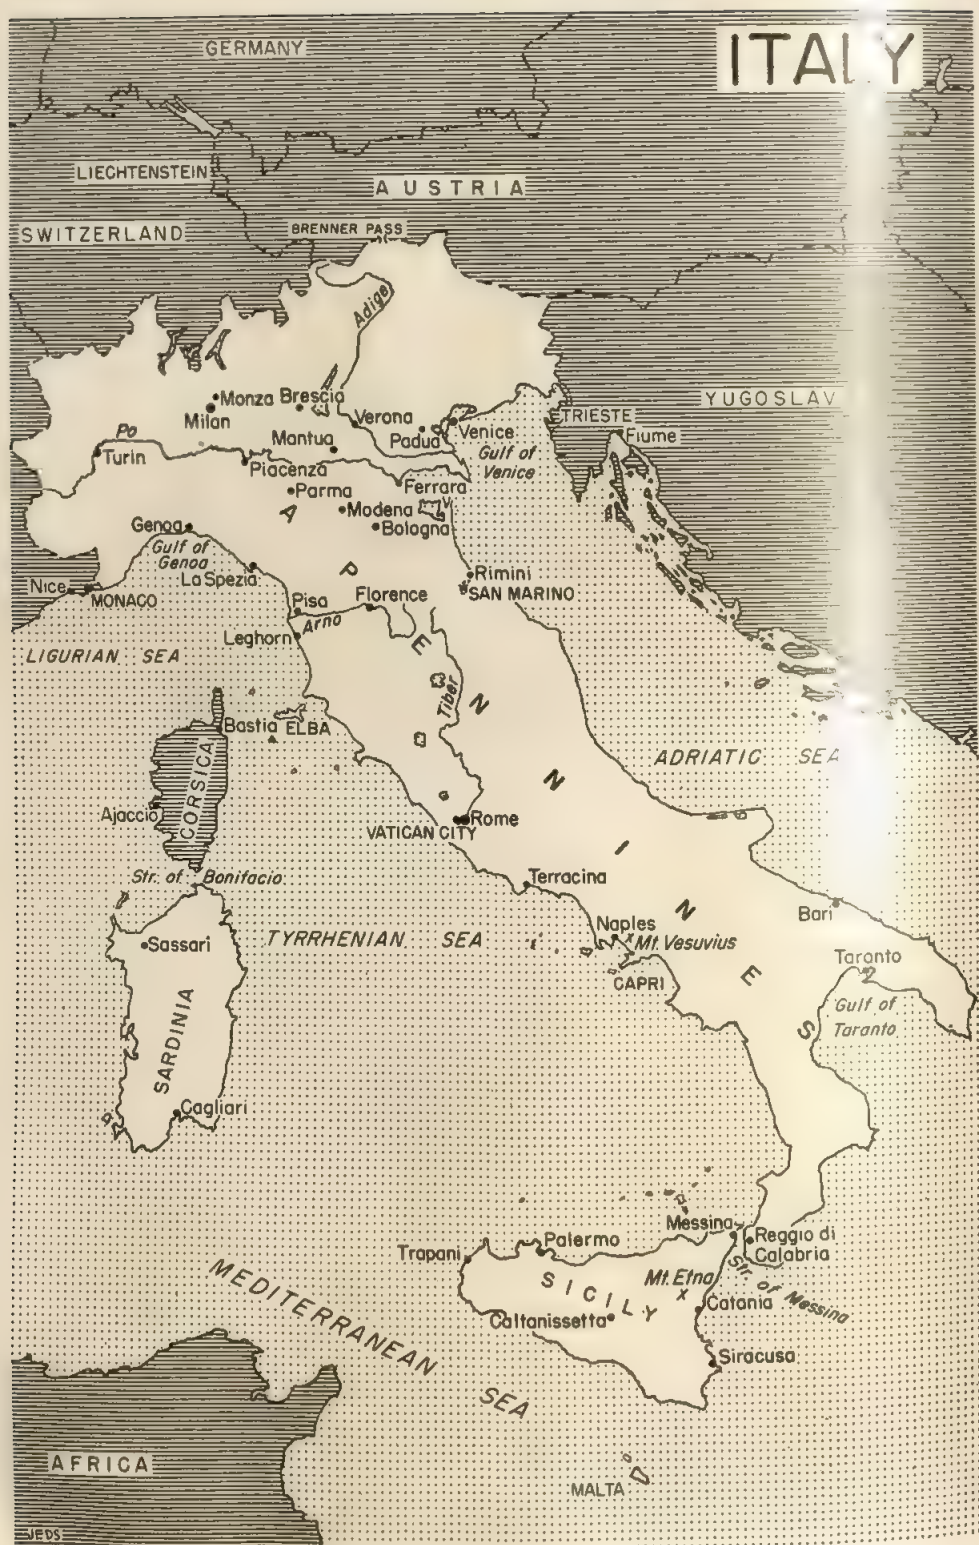 ITALY
GERMANY
LIECHTENSTEIN
AUSTRIA
SWITZERLAND
BRENNER PASS
Adige
Monza
Brescia
Milan
YUGOSLAV
Verona
Venice
TRIESTE
Po
Mantua
Padua
Fiume
Turin
Gulf of
Venice
Piacenza
Parma
Ferrara
Modena
Bologna
Genoa
Gulf of
Genoa
La Spezia
Rimini
SAN MARINO
Nice
MONACO
Pisa
Florence
Arno
Leghorn
LIGURIAN SEA
Tiber
APENNINES
Bastia
ELBA
CORSICA
ADRIATIC SEA
Ajaccio
Rome
VATICAN CITY
Str. of Bonifacio
Terracina
Bari
Sassari
TYRRHENIAN SEA
Naples
Mt. Vesuvius
CAPRI
Taranto
Gulf of
Taranto
SARDINIA
Cagliari
Messina
Reggio di
Calabria
Palermo
Trapani
Str. of Messina
SICILY
Mt. Etna
Catania
Caltanissetta
MEDITERRANEAN
SEA
Siracusa
AFRICA
MALTA
JEDS